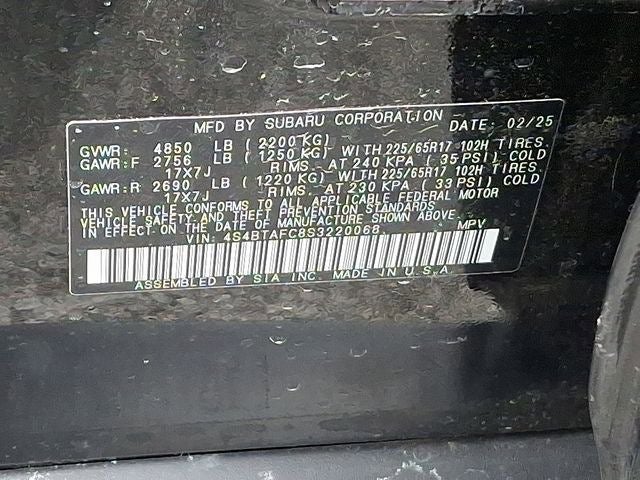 MFD BY SUBARU CORPORATION DATE: 02/25
GVWR: 4850 LB (2200 KG)
GAWR: F 2756 LB (1250 KG) WITH 225/65R17 102H TIRES,
17X7J RIMS, AT 240 KPA (35 PSI) COLD
GAWR: R 2690 LB (1220 KG) WITH 225/65R17 102H TIRES,
17X7J RIMS, AT 230 KPA (33 PSI) COLD
THIS VEHICLE CONFORMS TO ALL APPLICABLE FEDERAL MOTOR
VEHICLE SAFETY AND THEFT PREVENTION STANDARDS
IN EFFECT ON THE DATE OF MANUFACTURE SHOWN ABOVE.
VIN: 4S4BTAFC8S3220068 MPV
ASSEMBLED BY SIA INC. MADE IN U.S.A.